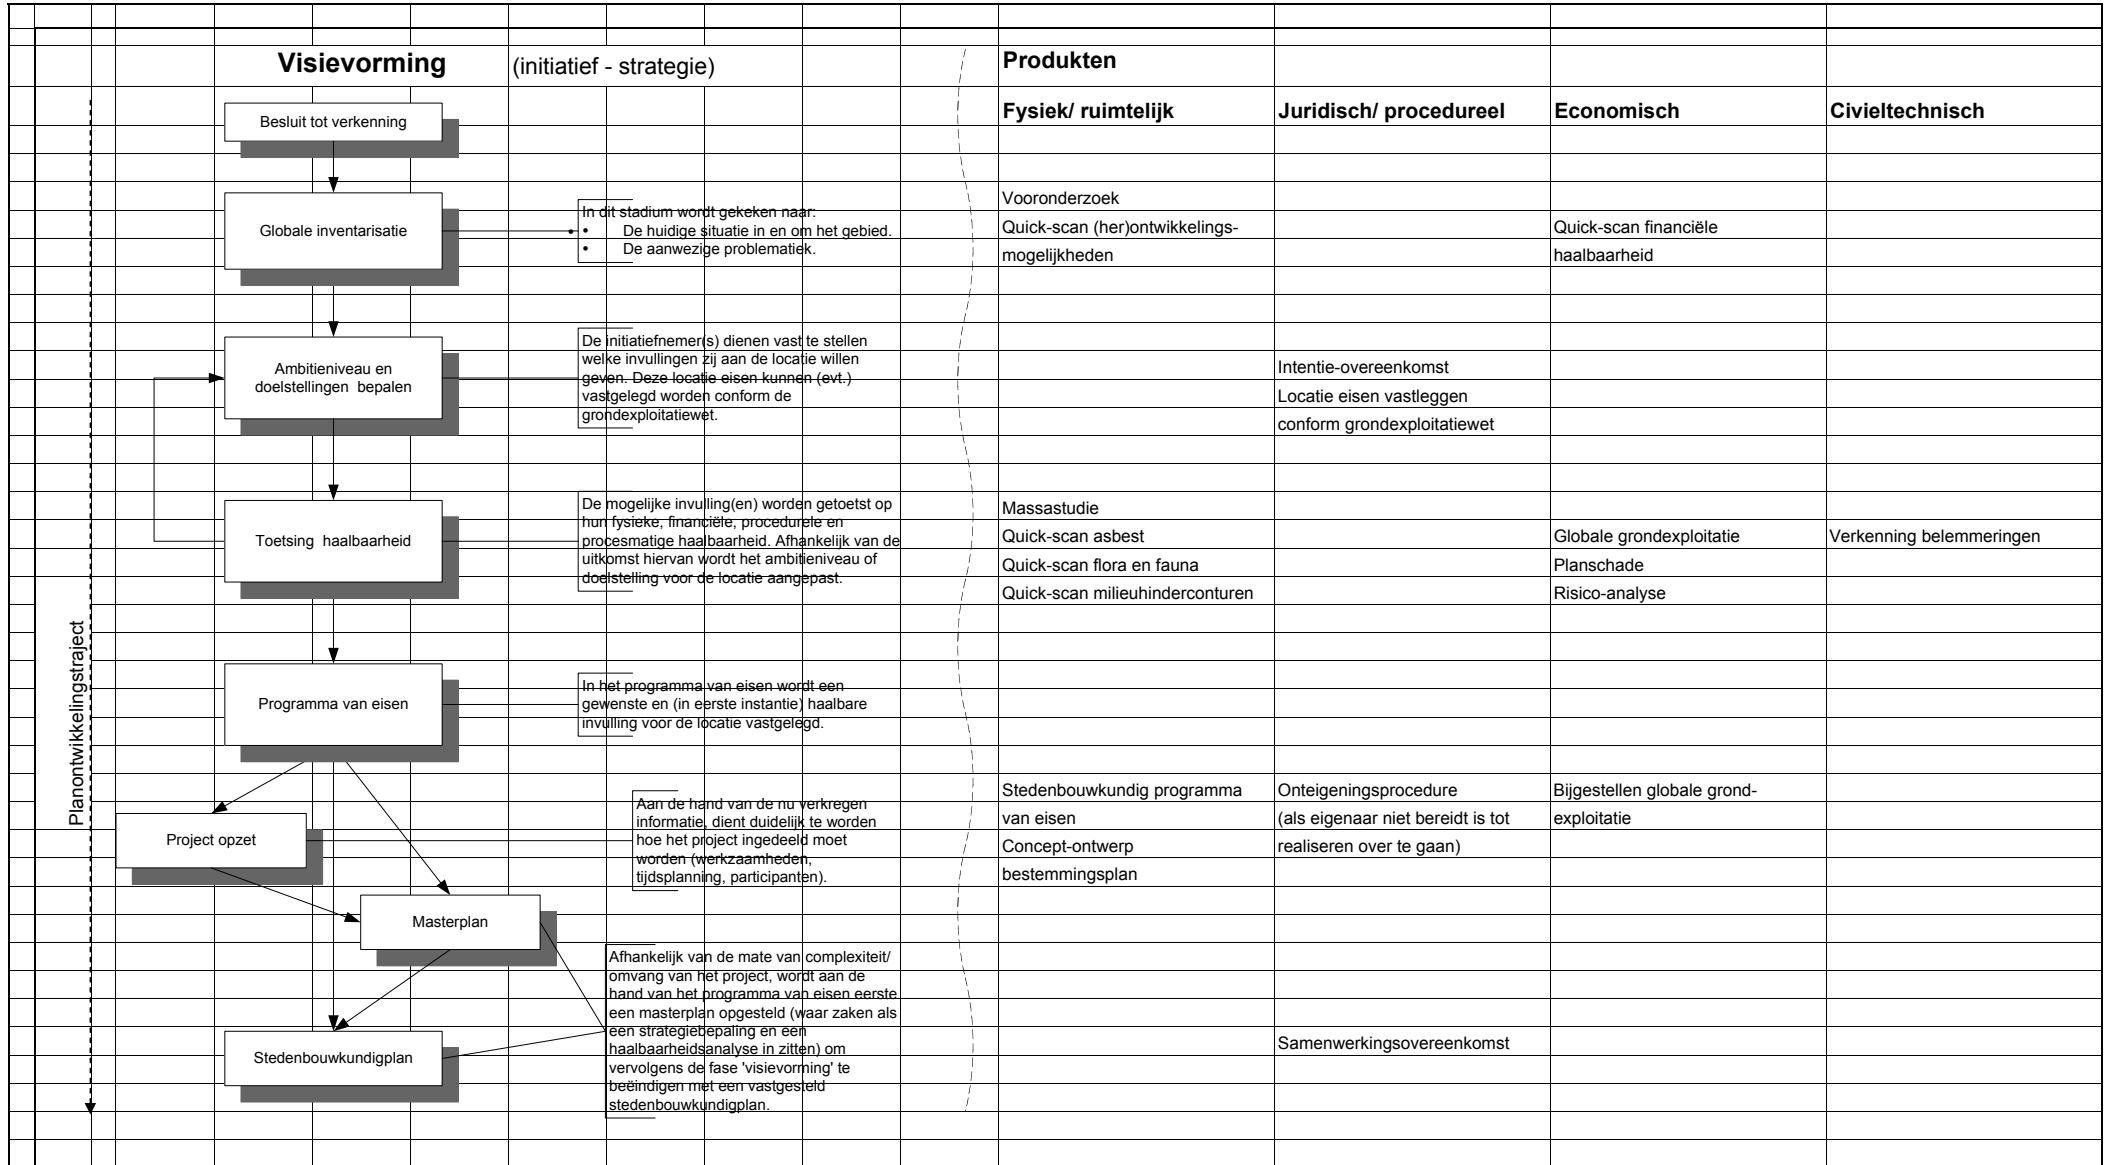 Visievorming (initiatief - strategie)
Produkten
Fysiek/ ruimtelijk Juridisch/ procedureel Economisch Civieltechnisch
Planontwikkelingstraject
Besluit tot verkenning
Globale inventarisatie
In dit stadium wordt gekeken naar:
• De huidige situatie in en om het gebied.
• De aanwezige problematiek.
Vooronderzoek
Quick-scan (her)ontwikkelings-
mogelijkheden
Quick-scan financiële
haalbaarheid
Ambitieniveau en
doelstellingen bepalen
De initiatiefnemer(s) dienen vast te stellen
welke invullingen zij aan de locatie willen
geven. Deze locatie eisen kunnen (evt.)
vastgelegd worden conform de
grondexploitatiewet.
Intentie-overeenkomst
Locatie eisen vastleggen
conform grondexploitatiewet
Toetsing haalbaarheid
De mogelijke invulling(en) worden getoetst op
hun fysieke, financiële, procedurele en
procesmatige haalbaarheid. Afhankelijk van de
uitkomst hiervan wordt het ambitieniveau of
doelstelling voor de locatie aangepast.
Massastudie
Quick-scan asbest
Quick-scan flora en fauna
Quick-scan milieuhinderconturen
Globale grondexploitatie
Planschade
Risico-analyse
Verkenning belemmeringen
Programma van eisen
In het programma van eisen wordt een
gewenste en (in eerste instantie) haalbare
invulling voor de locatie vastgelegd.
Project opzet
Aan de hand van de nu verkregen
informatie, dient duidelijk te worden
hoe het project ingedeeld moet
worden (werkzaamheden,
tijdsplanning, participanten).
Stedenbouwkundig programma
van eisen
Concept-ontwerp
bestemmingsplan
Onteigeningsprocedure
(als eigenaar niet bereidt is tot
realiseren over te gaan)
Bijgestellen globale grond-
exploitatie
Masterplan
Afhankelijk van de mate van complexiteit/
omvang van het project, wordt aan de
hand van het programma van eisen eerste
een masterplan opgesteld (waar zaken als
een strategiebepaling en een
haalbaarheidsanalyse in zitten) om
vervolgens de fase 'visievorming' te
beëindigen met een vastgesteld
stedenbouwkundigplan.
Stedenbouwkundigplan
Samenwerkingsovereenkomst